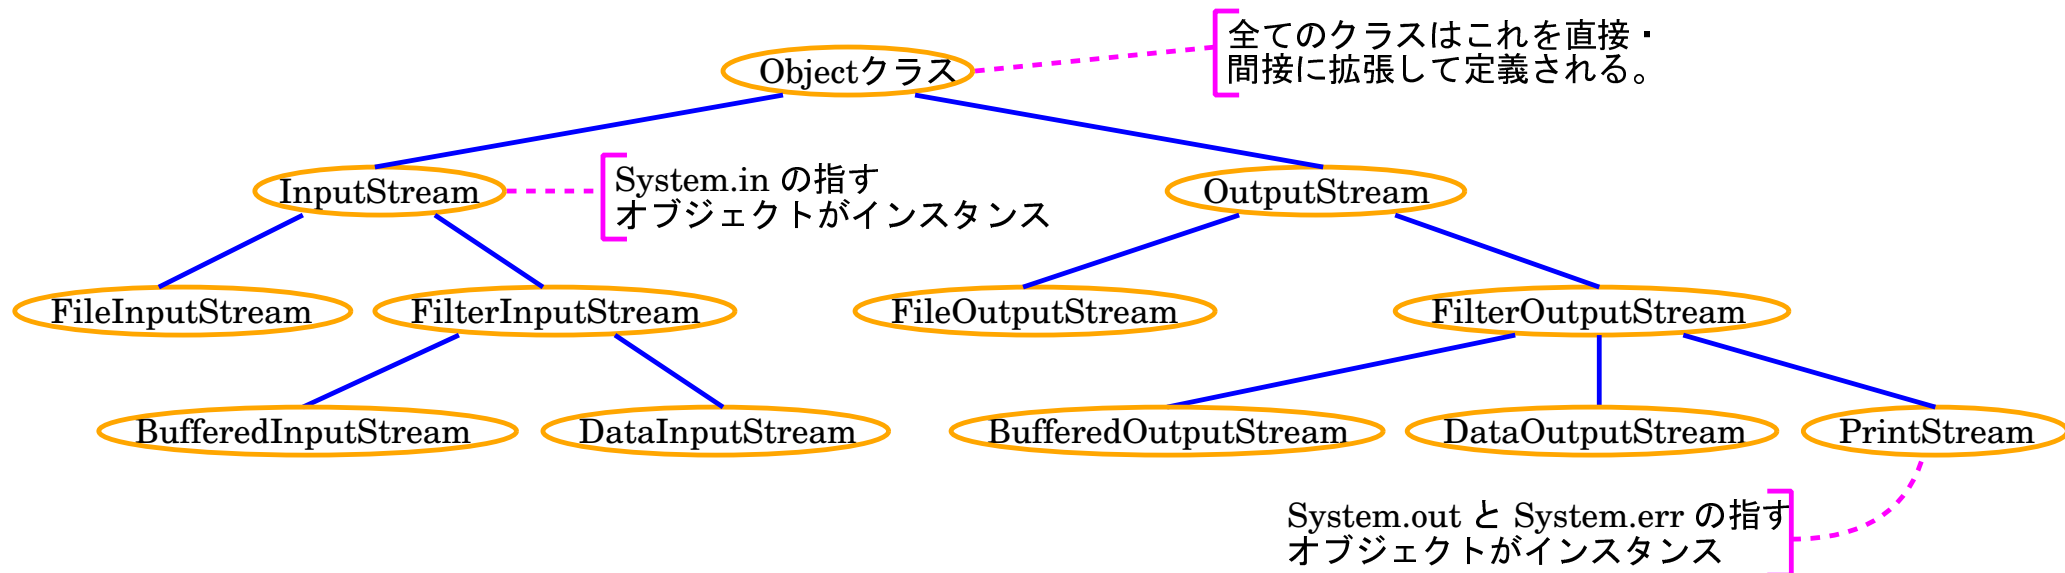 全てのクラスはこれを直接・
間接に拡張して定義される。
Objectクラス
System.in の指す
オブジェクトがインスタンス
InputStream
OutputStream
FileInputStream
FilterInputStream
FileOutputStream
FilterOutputStream
BufferedInputStream
DataInputStream
BufferedOutputStream
DataOutputStream
PrintStream
System.out と System.err の指す
オブジェクトがインスタンス